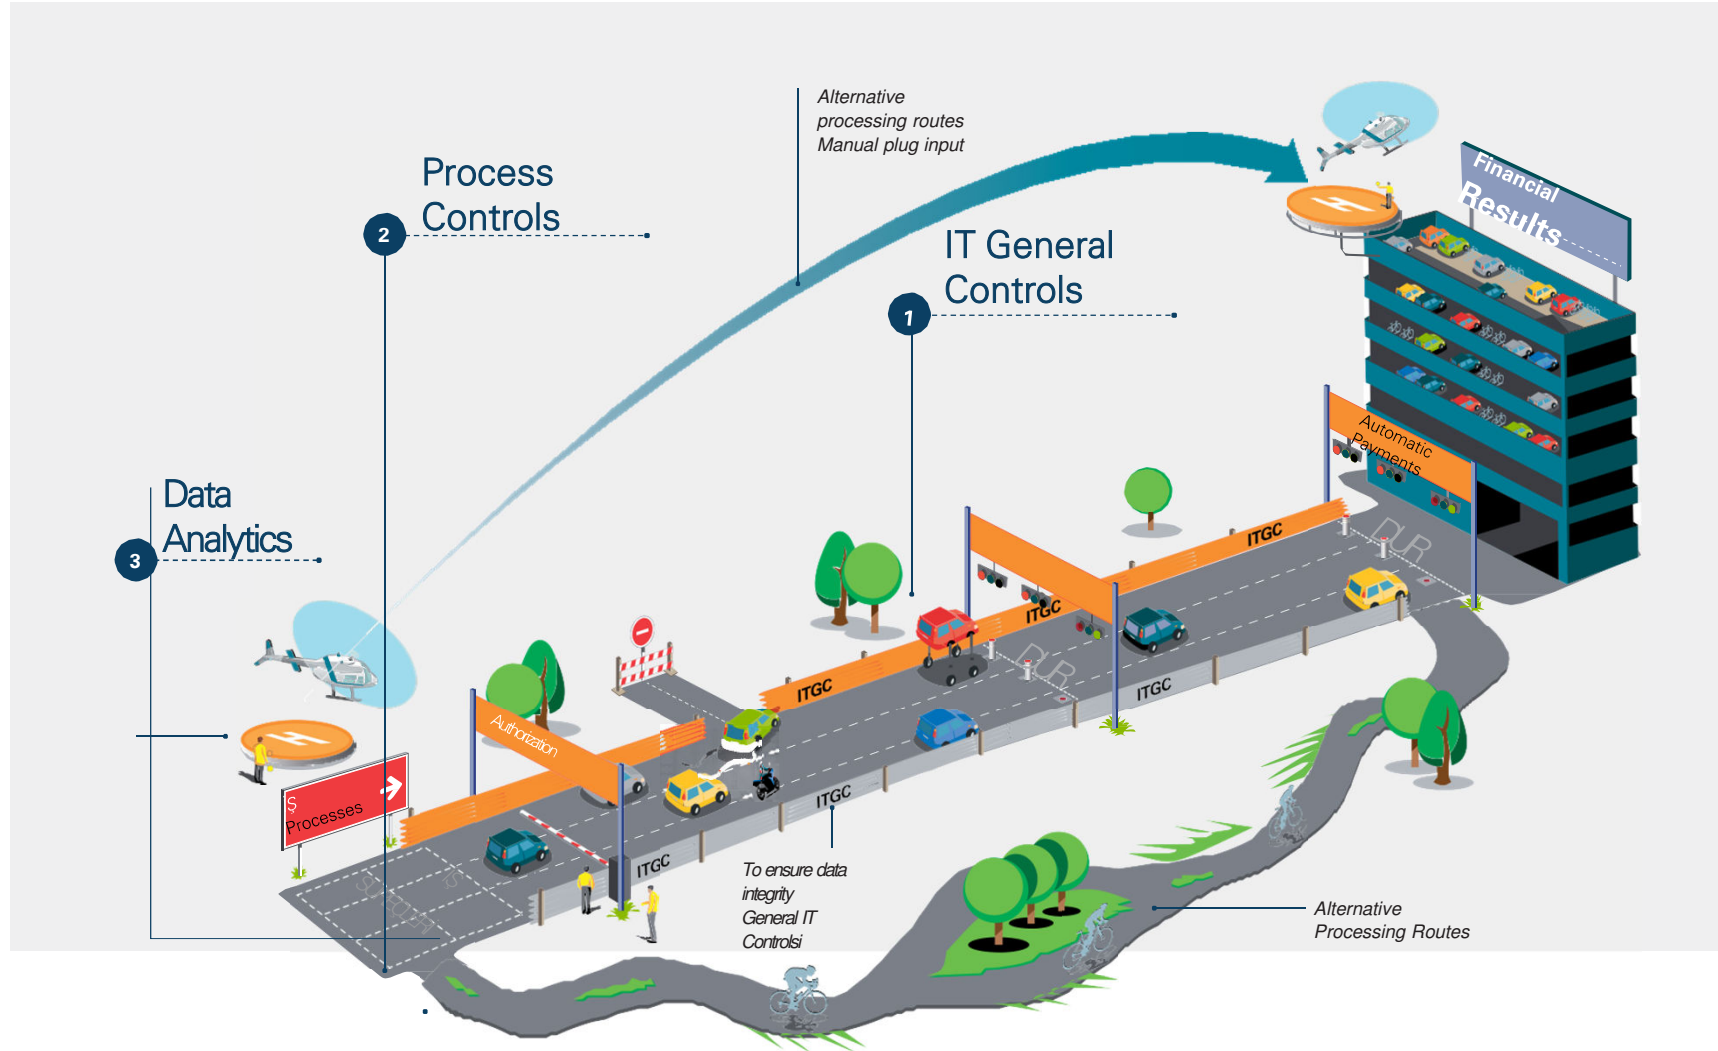 Alternative
processing routes
Manual plug input
Process
Controls
2
IT General
Controls
1
Financial
Results
Data
Analytics
3
Automatic
Payments
ITGC
DUR
ITGC
DUR
ITGC
ITGC
Authorization
Ş
Processes
ITGC
ITGC
To ensure data
integrity
General IT
Controlsi
Alternative
Processing Routes